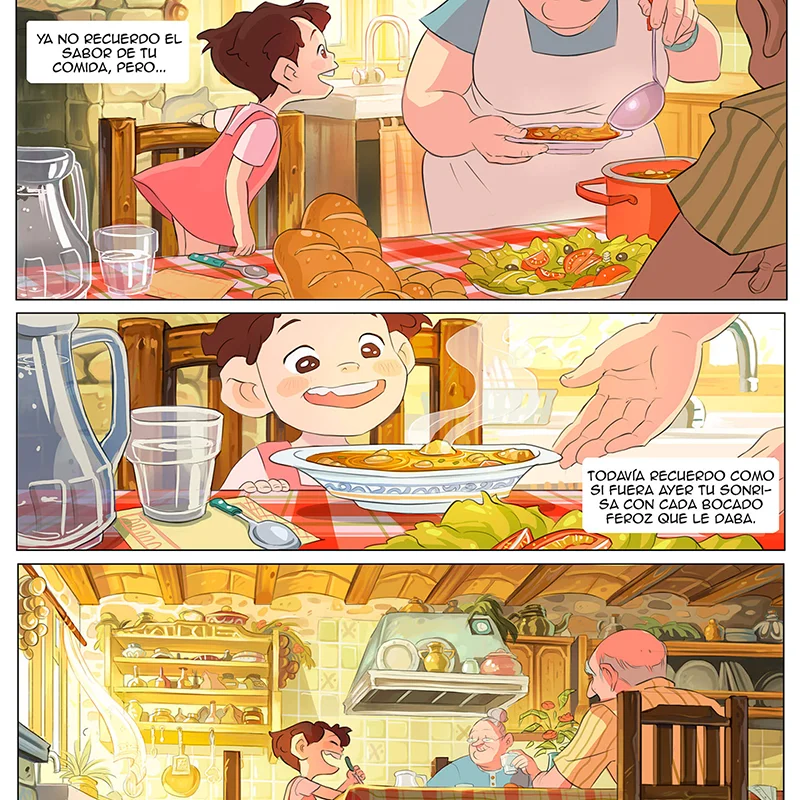 YA NO RECUERDO EL
SABOR DE TU
COMIDA, PERO...
TODAVÍA RECUERDO COMO
SI FUERA AYER TU SONRI-
SA CON CADA BOCADO
FEROZ QUE LE DABA.